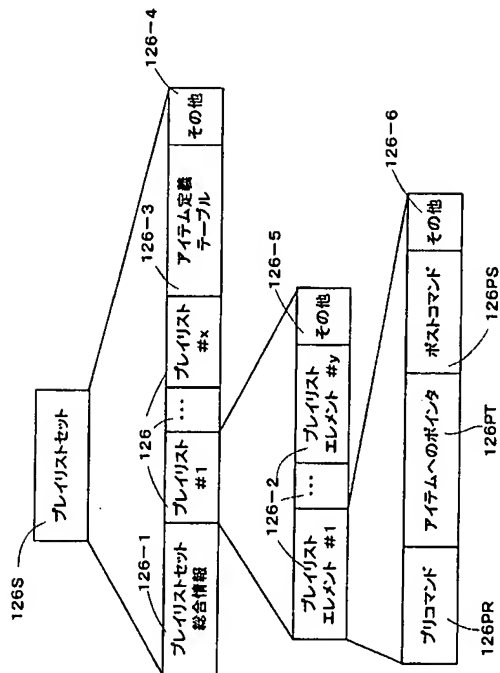 126S
プレイリストセット
126-1
126
126-3
126-4
プレイリストセット
総合情報
プレイリスト
#1
...
プレイリスト
#x
アイテム定義
テーブル
その他
126-2
126-5
プレイリスト
エレメント #1
...
プレイリスト
エレメント #y
その他
126-6
プリコマンド
アイテムへのポインタ
ポストコマンド
その他
126PR
126PT
126PS